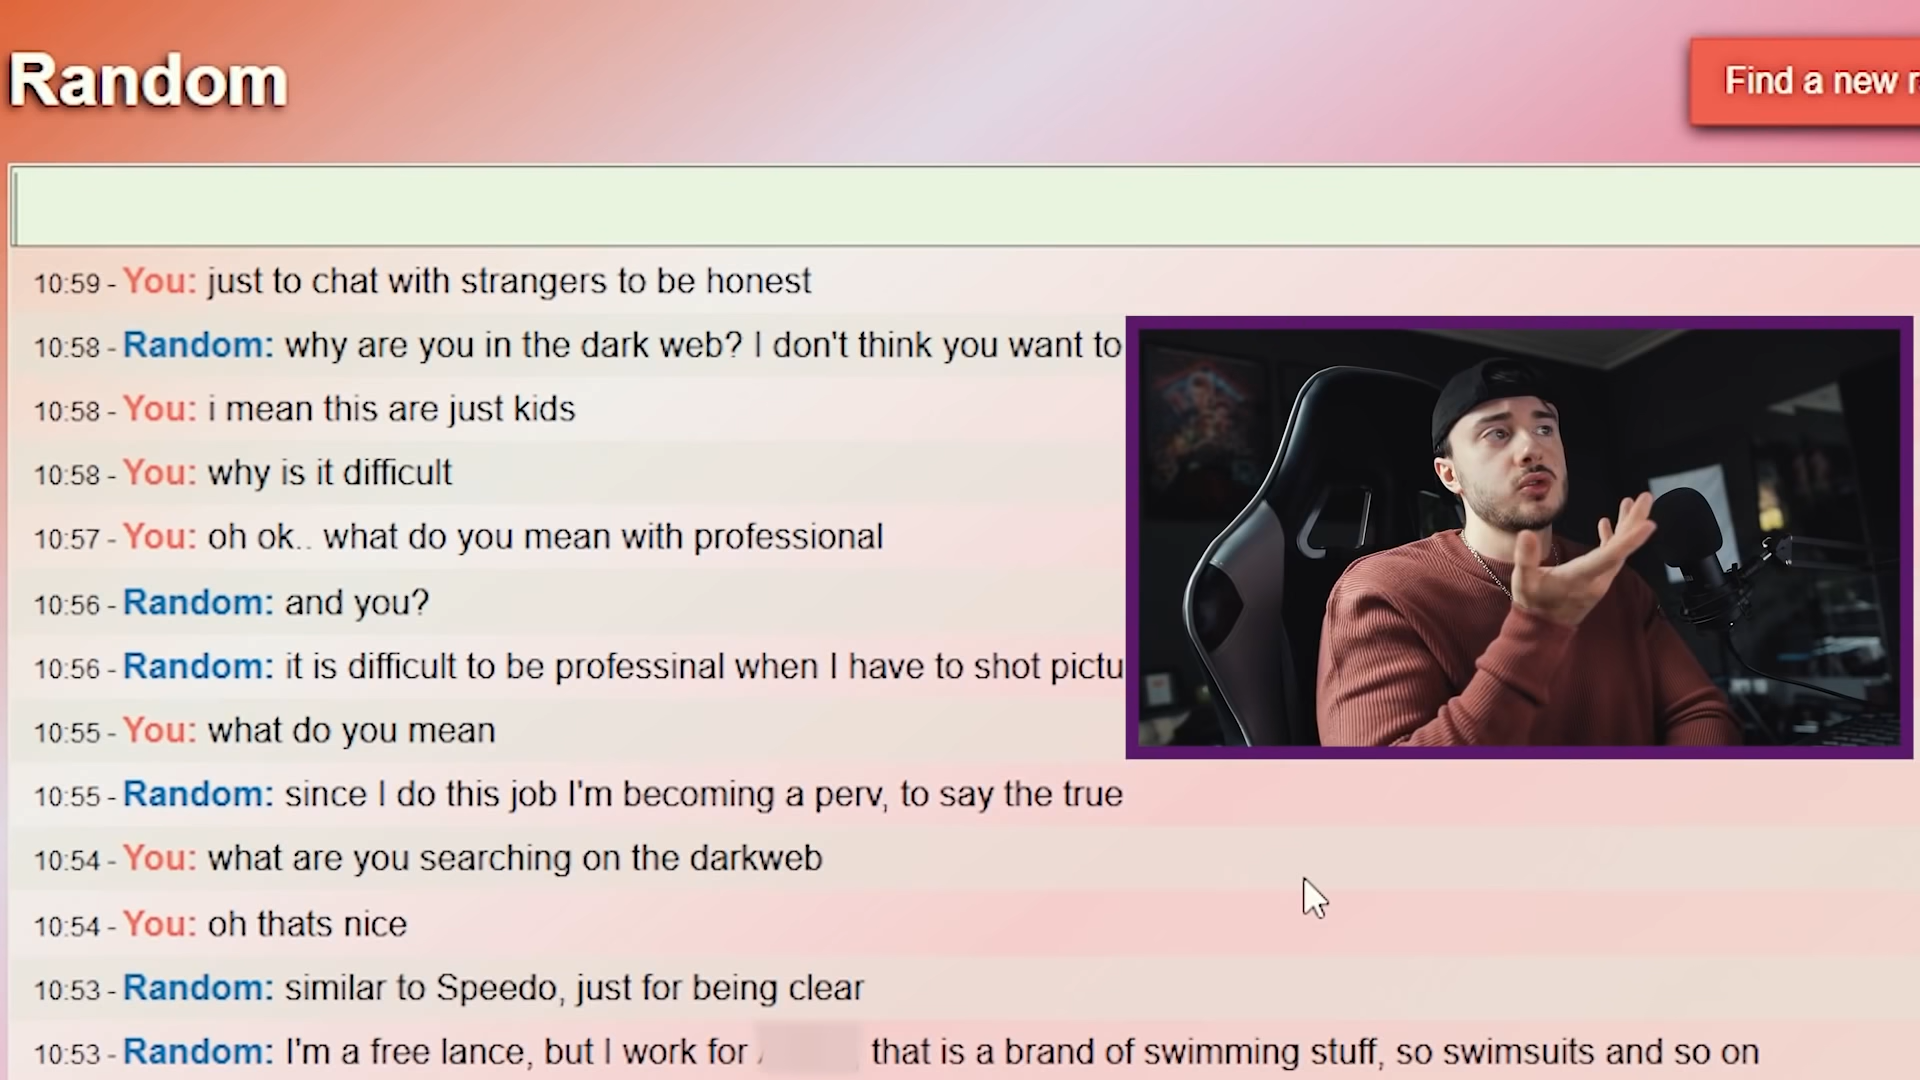 Random
Find a new
10:59 - You: just to chat with strangers to be honest
10:58 - Random: why are you in the dark web? I don't think you want to
10:58 - You: i mean this are just kids
10:58 - You: why is it difficult
10:57 - You: oh ok.. what do you mean with professional
10:56 - Random: and you?
10:56 - Random: it is difficult to be professinal when I have to shot pictu
10:55 - You: what do you mean
10:55 - Random: since I do this job I'm becoming a perv, to say the true
10:54 - You: what are you searching on the darkweb
10:54 - You: oh thats nice
10:53 - Random: similar to Speedo, just for being clear
10:53 - Random: I'm a free lance, but I work for that is a brand of swimming stuff, so swimsuits and so on